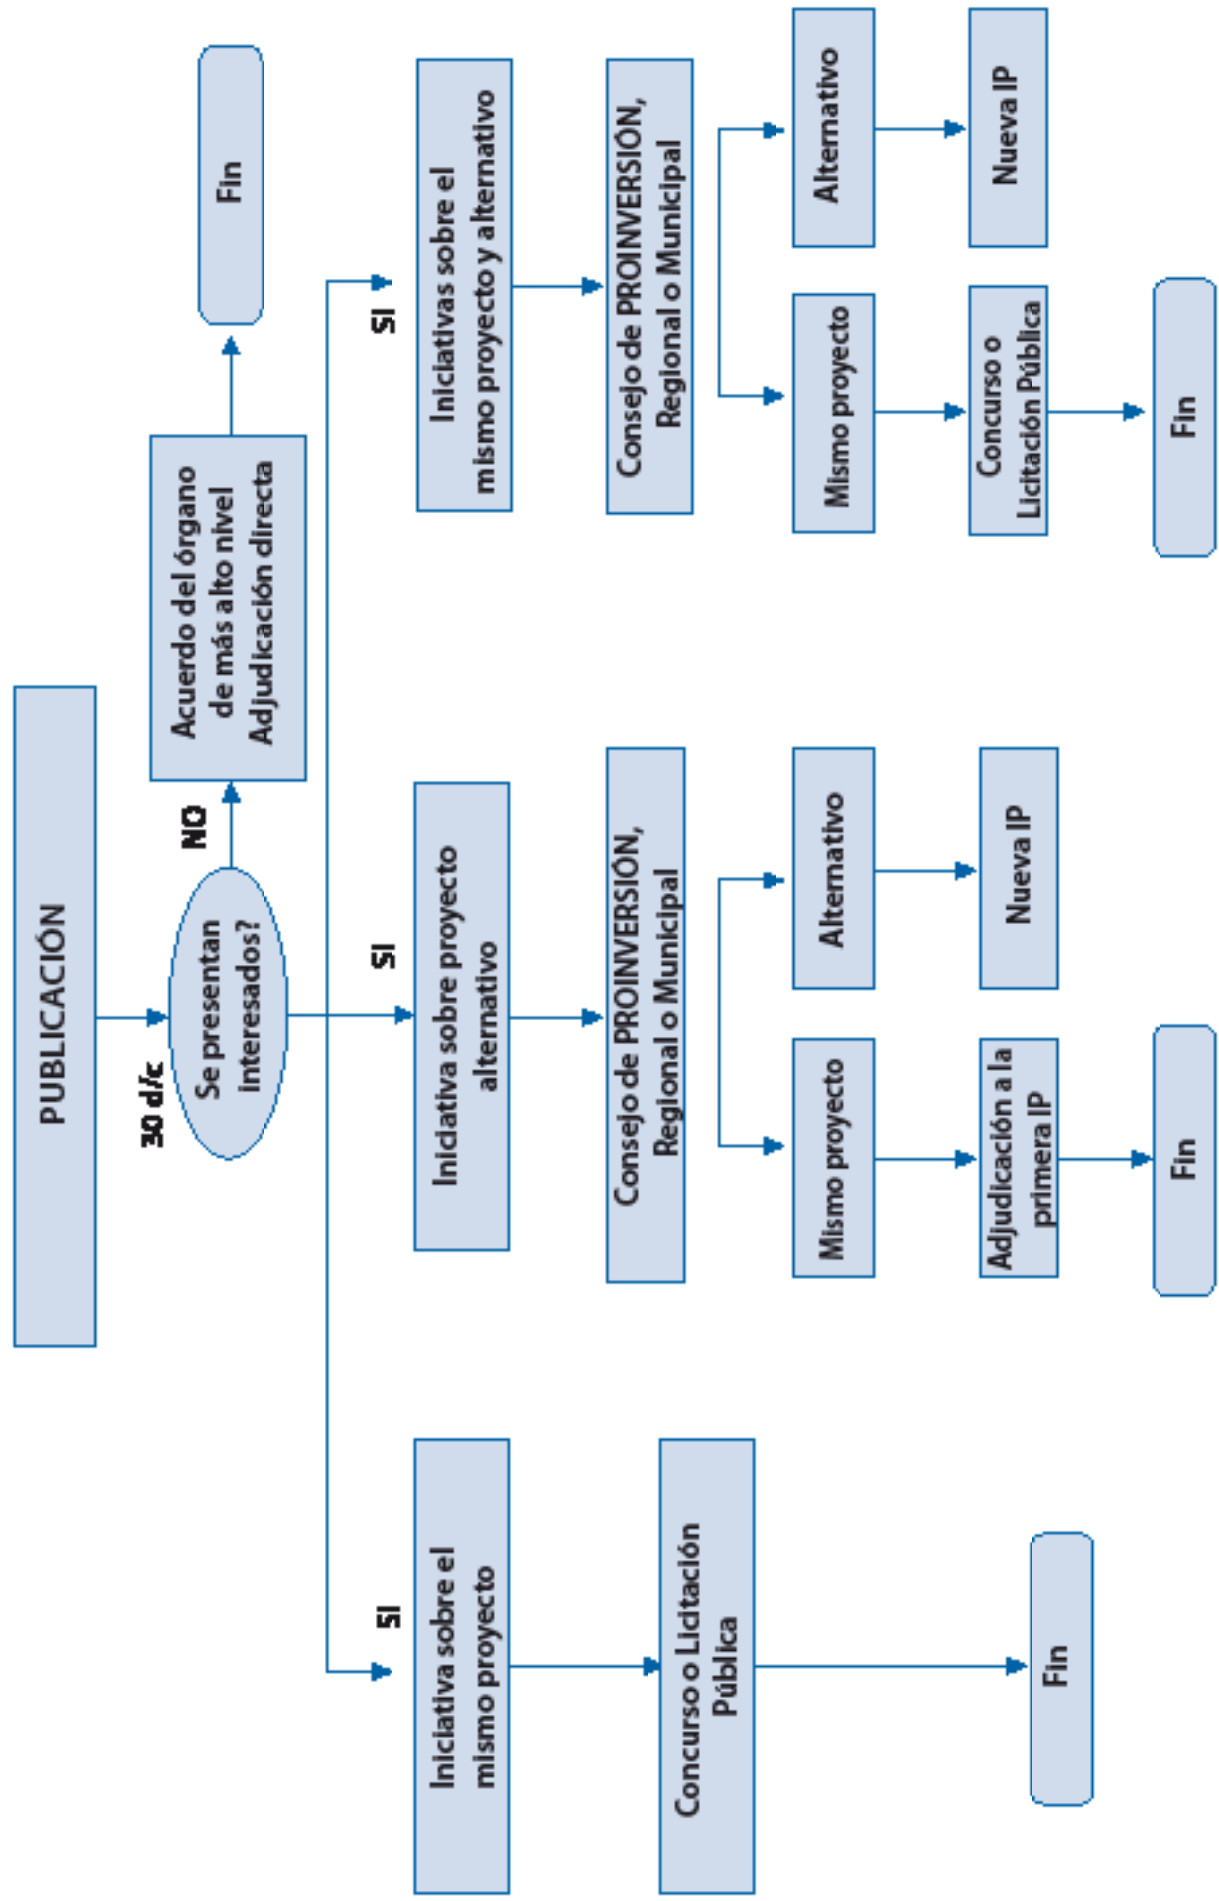 PUBLICACIÓN
30 d/c
Se presentan
interesados?
NO
Acuerdo del órgano
de más alto nivel
Adjudicación directa
Fin
SI
Iniciativa sobre el
mismo proyecto
Concurso o Licitación
Pública
Fin
SI
Iniciativa sobre proyecto
alternativo
Consejo de PROINVERSIÓN,
Regional o Municipal
Mismo proyecto
Adjudicación a la
primera IP
Fin
Alternativo
Nueva IP
SI
Iniciativas sobre el
mismo proyecto y alternativo
Consejo de PROINVERSIÓN,
Regional o Municipal
Mismo proyecto
Concurso o
Licitación Pública
Fin
Alternativo
Nueva IP